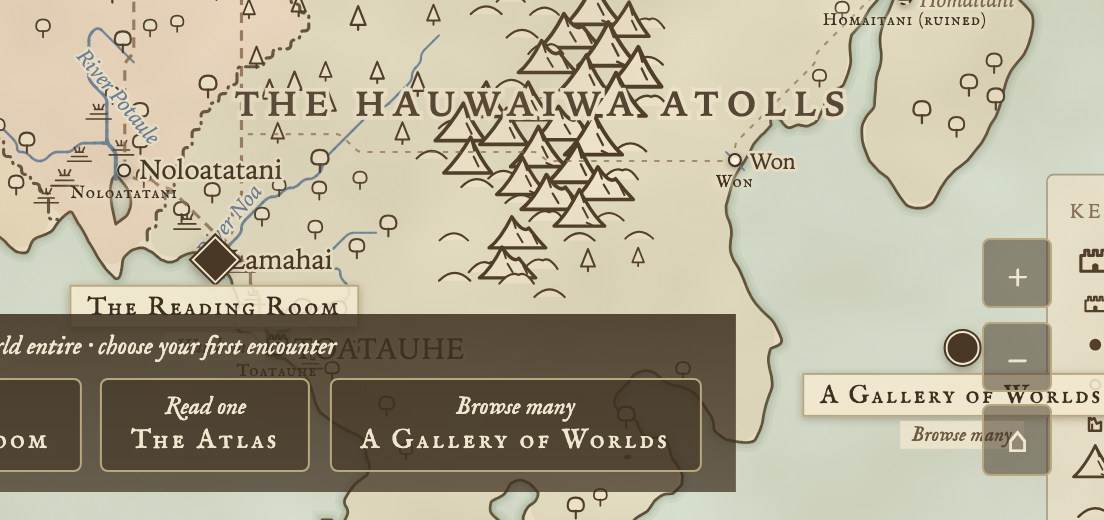 Homaitani
Homaitani (ruined)
River Potaule
THE HAUWAIWA ATOLLS
Noloatatani
Noloatatani
Won
Won
KE
River Noa
Lamahai
+
The Reading Room
−
rld entire · choose your first encounter
TOATAUHE
Toatauhe
A Gallery of Worlds
Read one
Browse many
Browse many
oom
The Atlas
A Gallery of Worlds